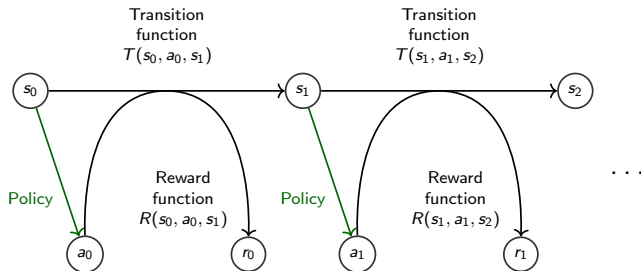 Transition
function
T(s₀, a₀, s₁)
Transition
function
T(s₁, a₁, s₂)
s₀
s₁
s₂
Policy
Reward
function
R(s₀, a₀, s₁)
Policy
Reward
function
R(s₁, a₁, s₂)
. . .
a₀
r₀
a₁
r₁